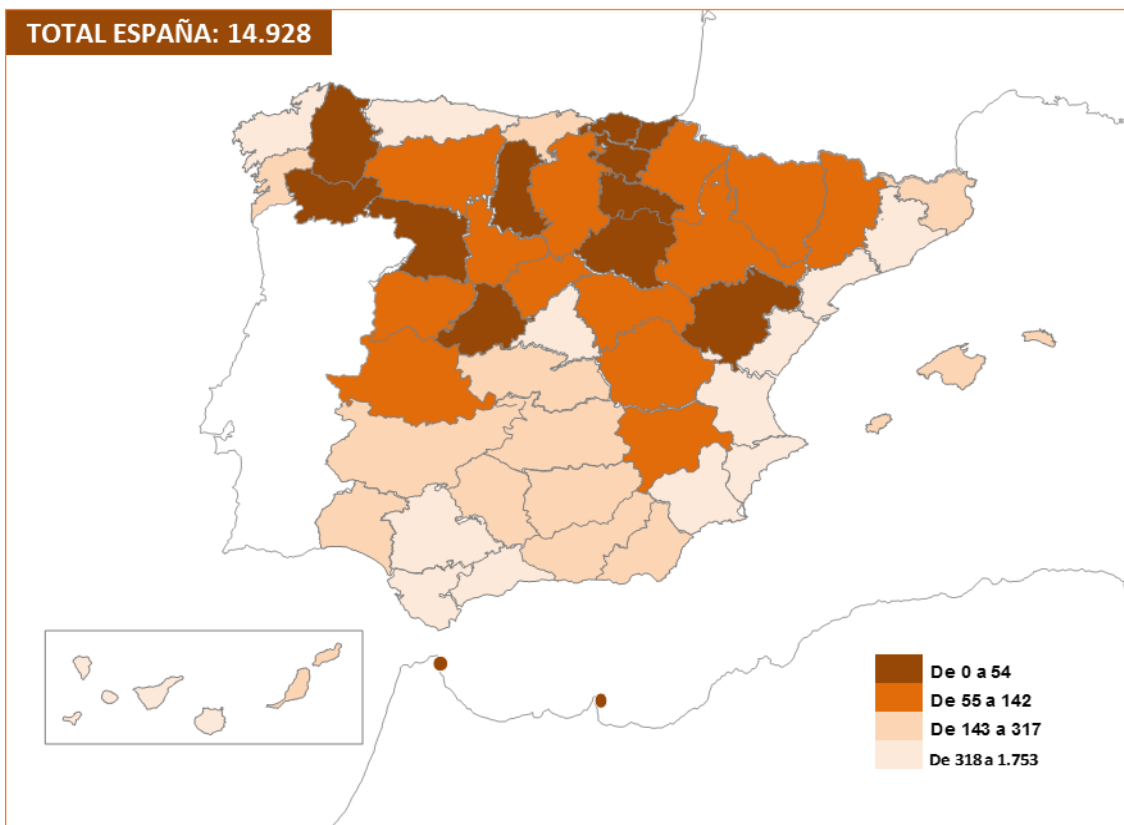 TOTAL ESPAÑA: 14.928
De 0 a 54
De 55 a 142
De 143 a 317
De 318 a 1.753